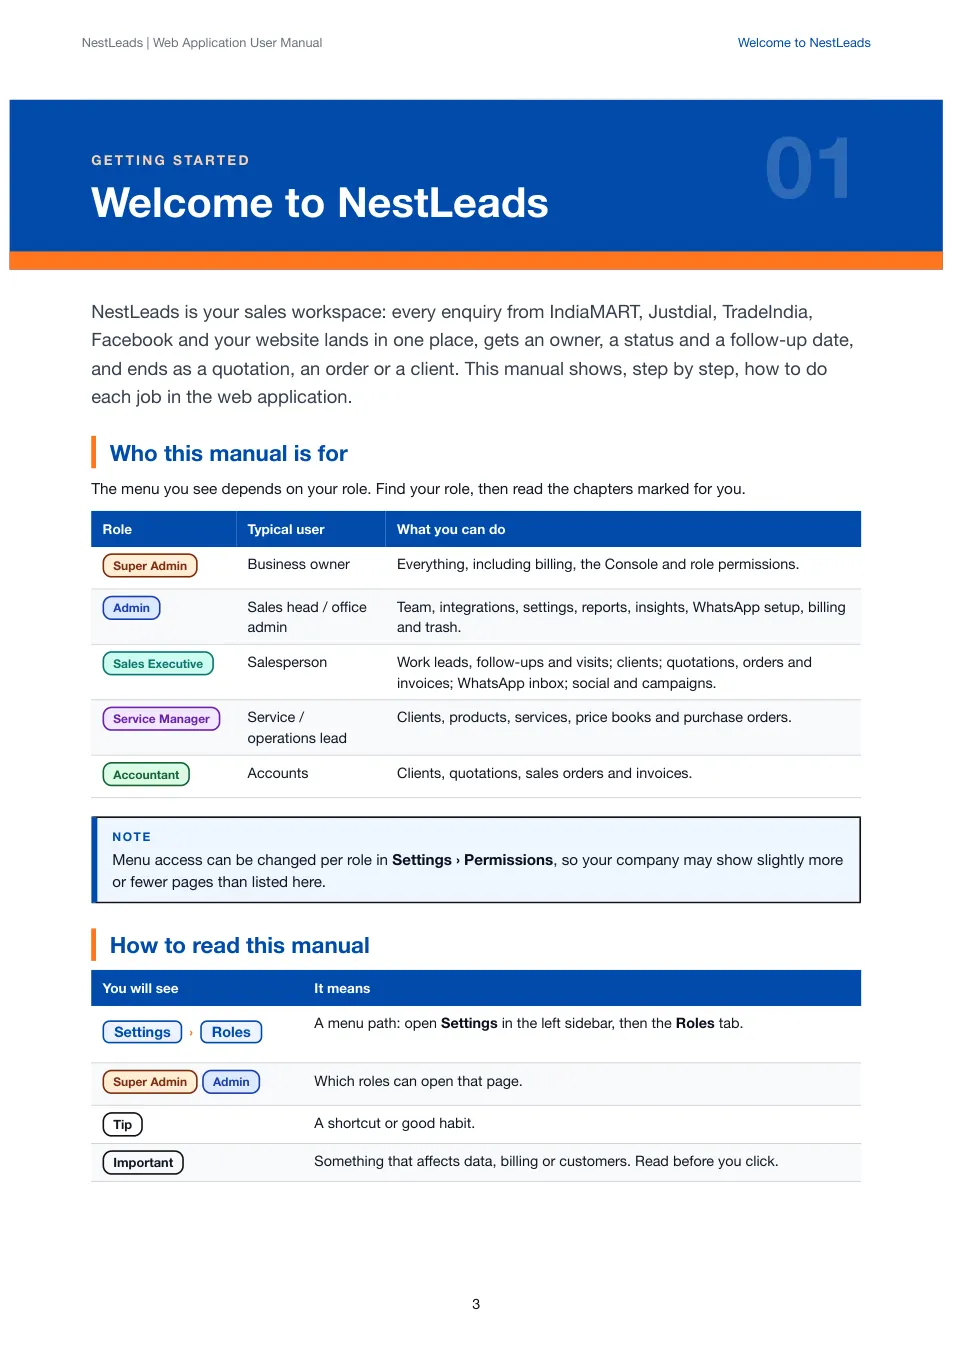 NestLeads | Web Application User Manual
Welcome to NestLeads
GETTING STARTED
01
Welcome to NestLeads
NestLeads is your sales workspace: every enquiry from IndiaMART, Justdial, TradeIndia,
Facebook and your website lands in one place, gets an owner, a status and a follow-up date,
and ends as a quotation, an order or a client. This manual shows, step by step, how to do
each job in the web application.
Who this manual is for
The menu you see depends on your role. Find your role, then read the chapters marked for you.
Role Typical user What you can do
Super Admin Business owner Everything, including billing, the Console and role permissions.
Admin Sales head / office Team, integrations, settings, reports, insights, WhatsApp setup, billing
admin and trash.
Sales Executive Salesperson Work leads, follow-ups and visits; clients; quotations, orders and
invoices; WhatsApp inbox; social and campaigns.
Service Manager Service / Clients, products, services, price books and purchase orders.
operations lead
Accountant Accounts Clients, quotations, sales orders and invoices.
NOTE
Menu access can be changed per role in Settings › Permissions, so your company may show slightly more
or fewer pages than listed here.
How to read this manual
You will see It means
Settings › Roles A menu path: open Settings in the left sidebar, then the Roles tab.
Super Admin Admin Which roles can open that page.
Tip A shortcut or good habit.
Important Something that affects data, billing or customers. Read before you click.
3